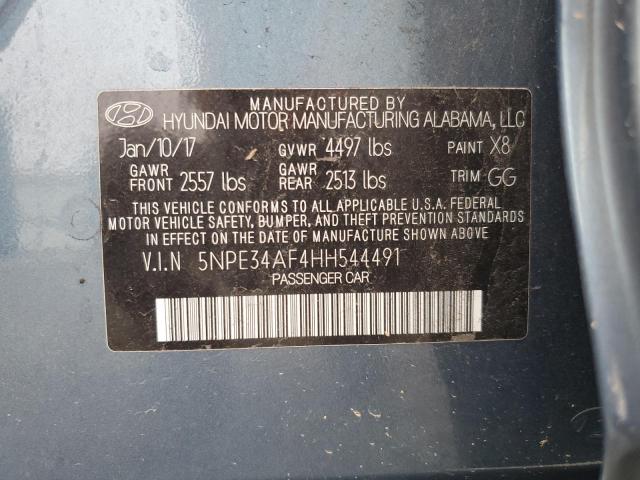 MANUFACTURED BY
HYUNDAI MOTOR MANUFACTURING ALABAMA, LLC
Jan/10/17 GVWR 4497 lbs PAINT X8
GAWR FRONT 2557 lbs GAWR REAR 2513 lbs TRIM GG
THIS VEHICLE CONFORMS TO ALL APPLICABLE U.S.A. FEDERAL
MOTOR VEHICLE SAFETY, BUMPER, AND THEFT PREVENTION STANDARDS
IN EFFECT ON THE DATE OF MANUFACTURE SHOWN ABOVE.
V.I.N 5NPE34AF4HH544491
PASSENGER CAR